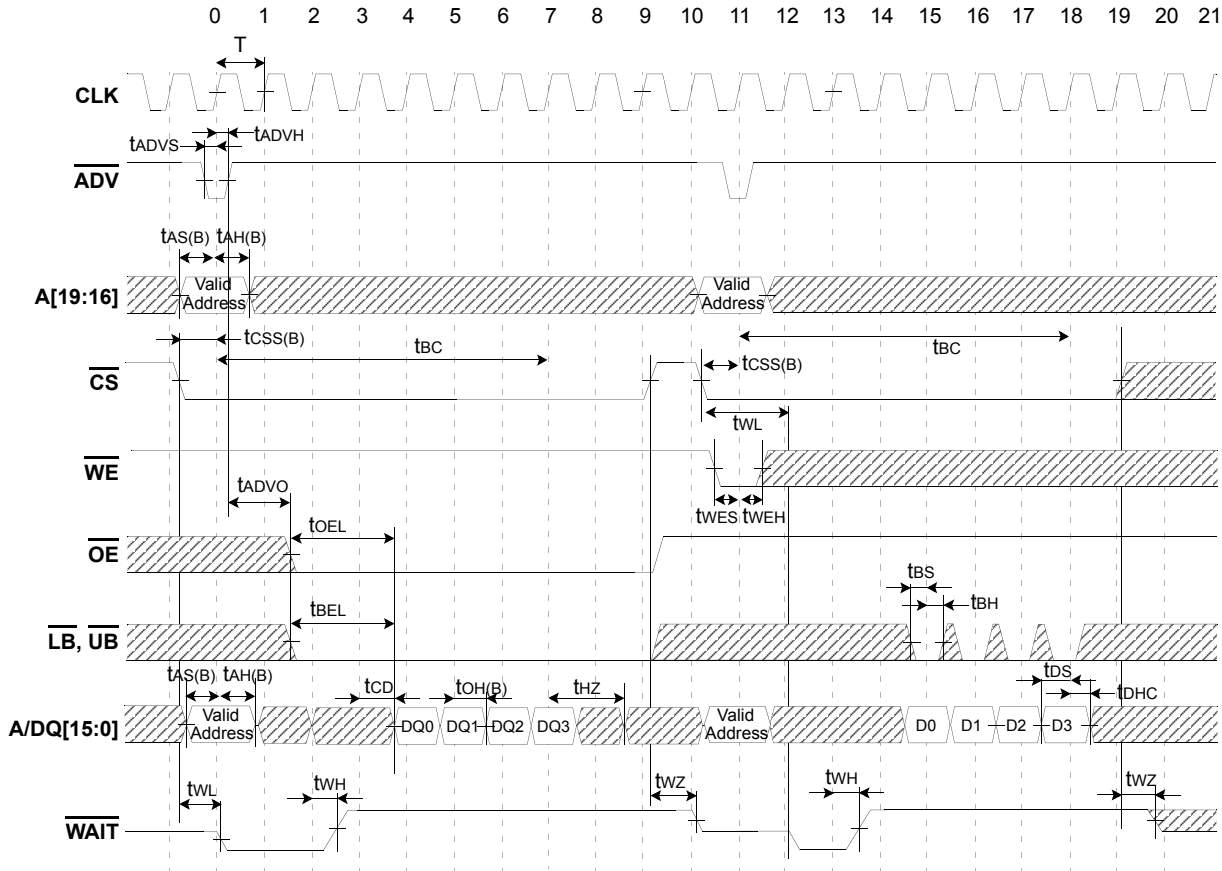 0 1 2 3 4 5 6 7 8 9 10 11 12 13 14 15 16 17 18 19 20 21
T
CLK
tADVH
tADVS
ADV
tAS(B) tAH(B)
Valid Address
Valid Address
A[19:16]
tCSS(B)
tBC
tBC
tCSS(B)
CS
tWL
WE
tADVO
tWES tWEH
tOEL
OE
tBS
tBEL
tBH
LB, UB
tAS(B) tAH(B)
tCD
tOH(B)
tHZ
tDS
tDHC
A/DQ[15:0]
Valid Address
DQ0 DQ1 DQ2 DQ3
Valid Address
D0 D1 D2 D3
tWL
tWH
tWZ
tWH
tWZ
WAIT